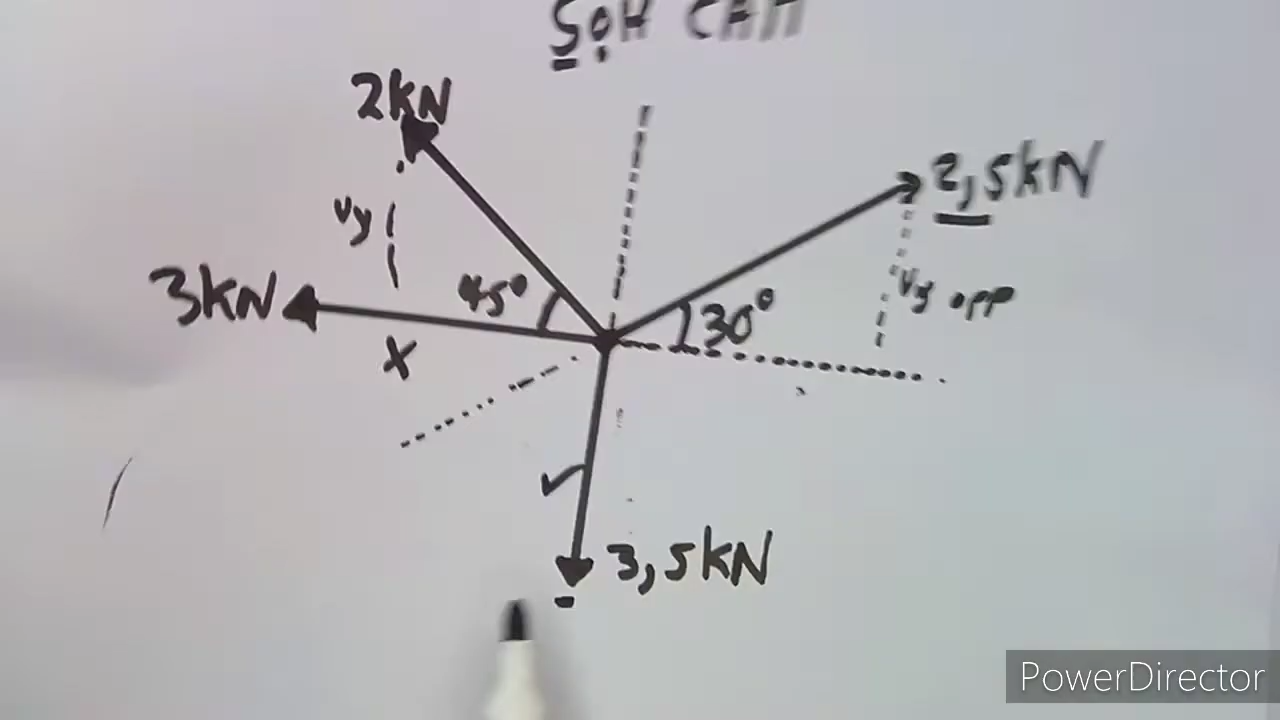 SOH CAH
2kN
2,5kN
Vy
3kN
45°
30°
Vy opp
X
3,5kN
PowerDirector